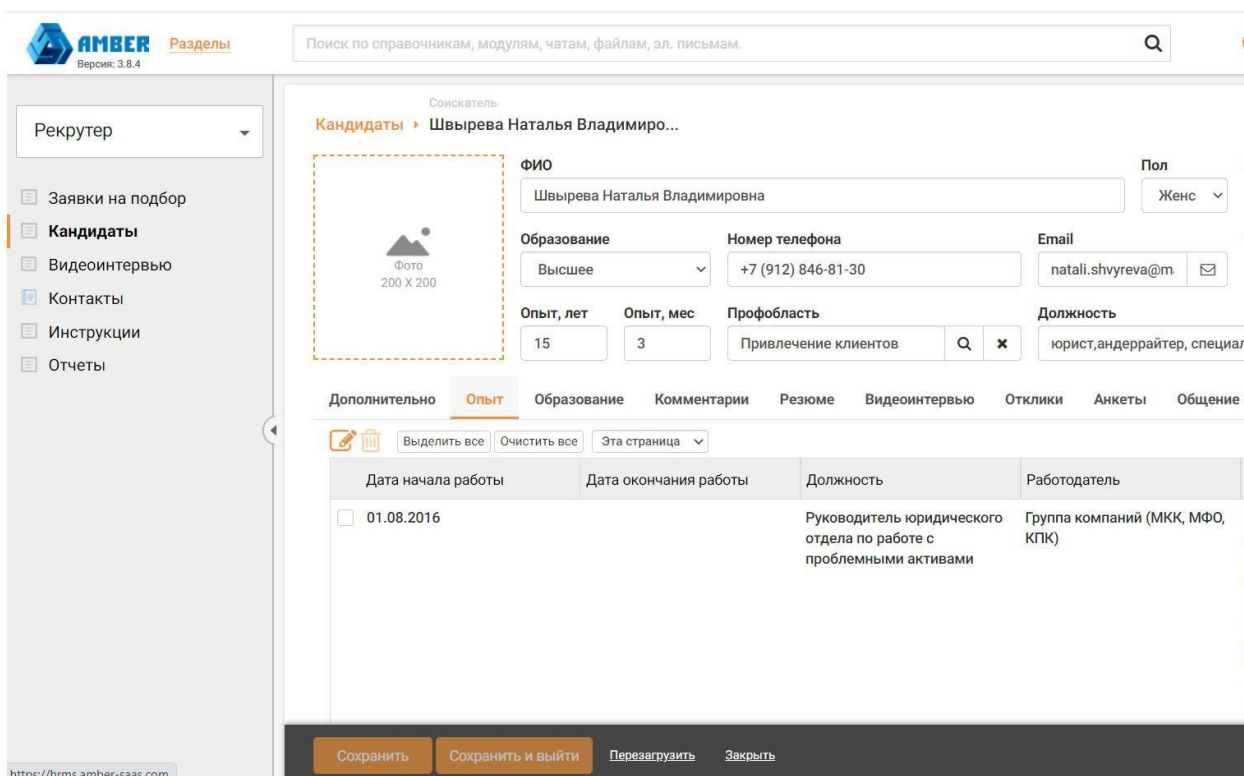 AMBER
Версия: 3.8.4
Разделы
Поиск по справочникам, модулям, чатам, файлам, эл. письмам.
Рекрутер
Заявки на подбор
Кандидаты
Видеоинтервью
Контакты
Инструкции
Отчеты
Соискатель
Кандидаты Швырева Наталья Владимиро...
Фото
200 X 200
ФИО
Швырева Наталья Владимировна
Пол
Женс
Образование
Высшее
Номер телефона
+7 (912) 846-81-30
Email
natali.shvyreva@m
Опыт, лет
15
Опыт, мес
3
Профобласть
Привлечение клиентов
Должность
юрист,андеррайтер, специал
Дополнительно Опыт Образование Комментарии Резюме Видеоинтервью Отклики Анкеты Общение
Выделить все Очистить все Эта страница
Дата начала работы Дата окончания работы Должность Работодатель
01.08.2016
Руководитель юридического
отдела по работе с
проблемными активами
Группа компаний (МКК, МФО,
КПК)
Сохранить Сохранить и выйти Перезагрузить Закрыть
https://hrms.amber-saas.com